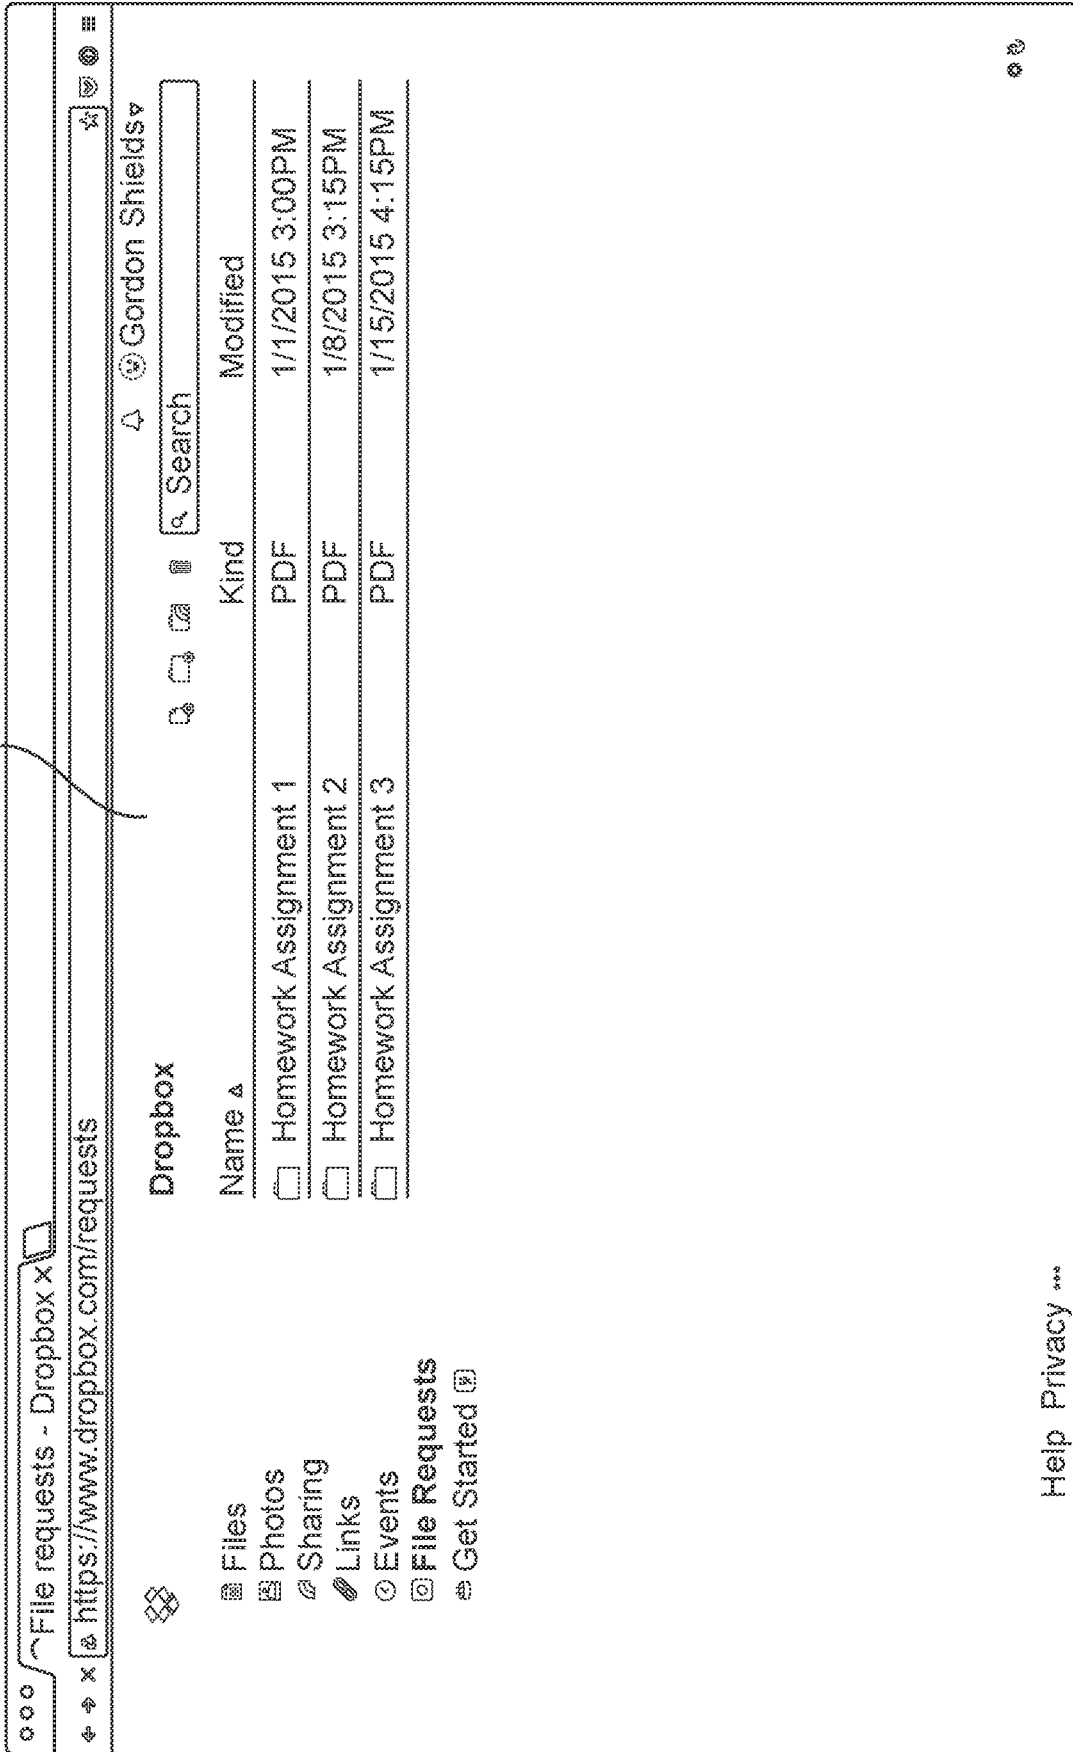 File requests - Dropbox X
https://www.dropbox.com/requests
Gordon Shields
Dropbox
Search
Name Kind Modified
Homework Assignment 1 PDF 1/1/2015 3:00PM
Homework Assignment 2 PDF 1/8/2015 3:15PM
Homework Assignment 3 PDF 1/15/2015 4:15PM
Files
Photos
Sharing
Links
Events
File Requests
Get Started
Help Privacy •••